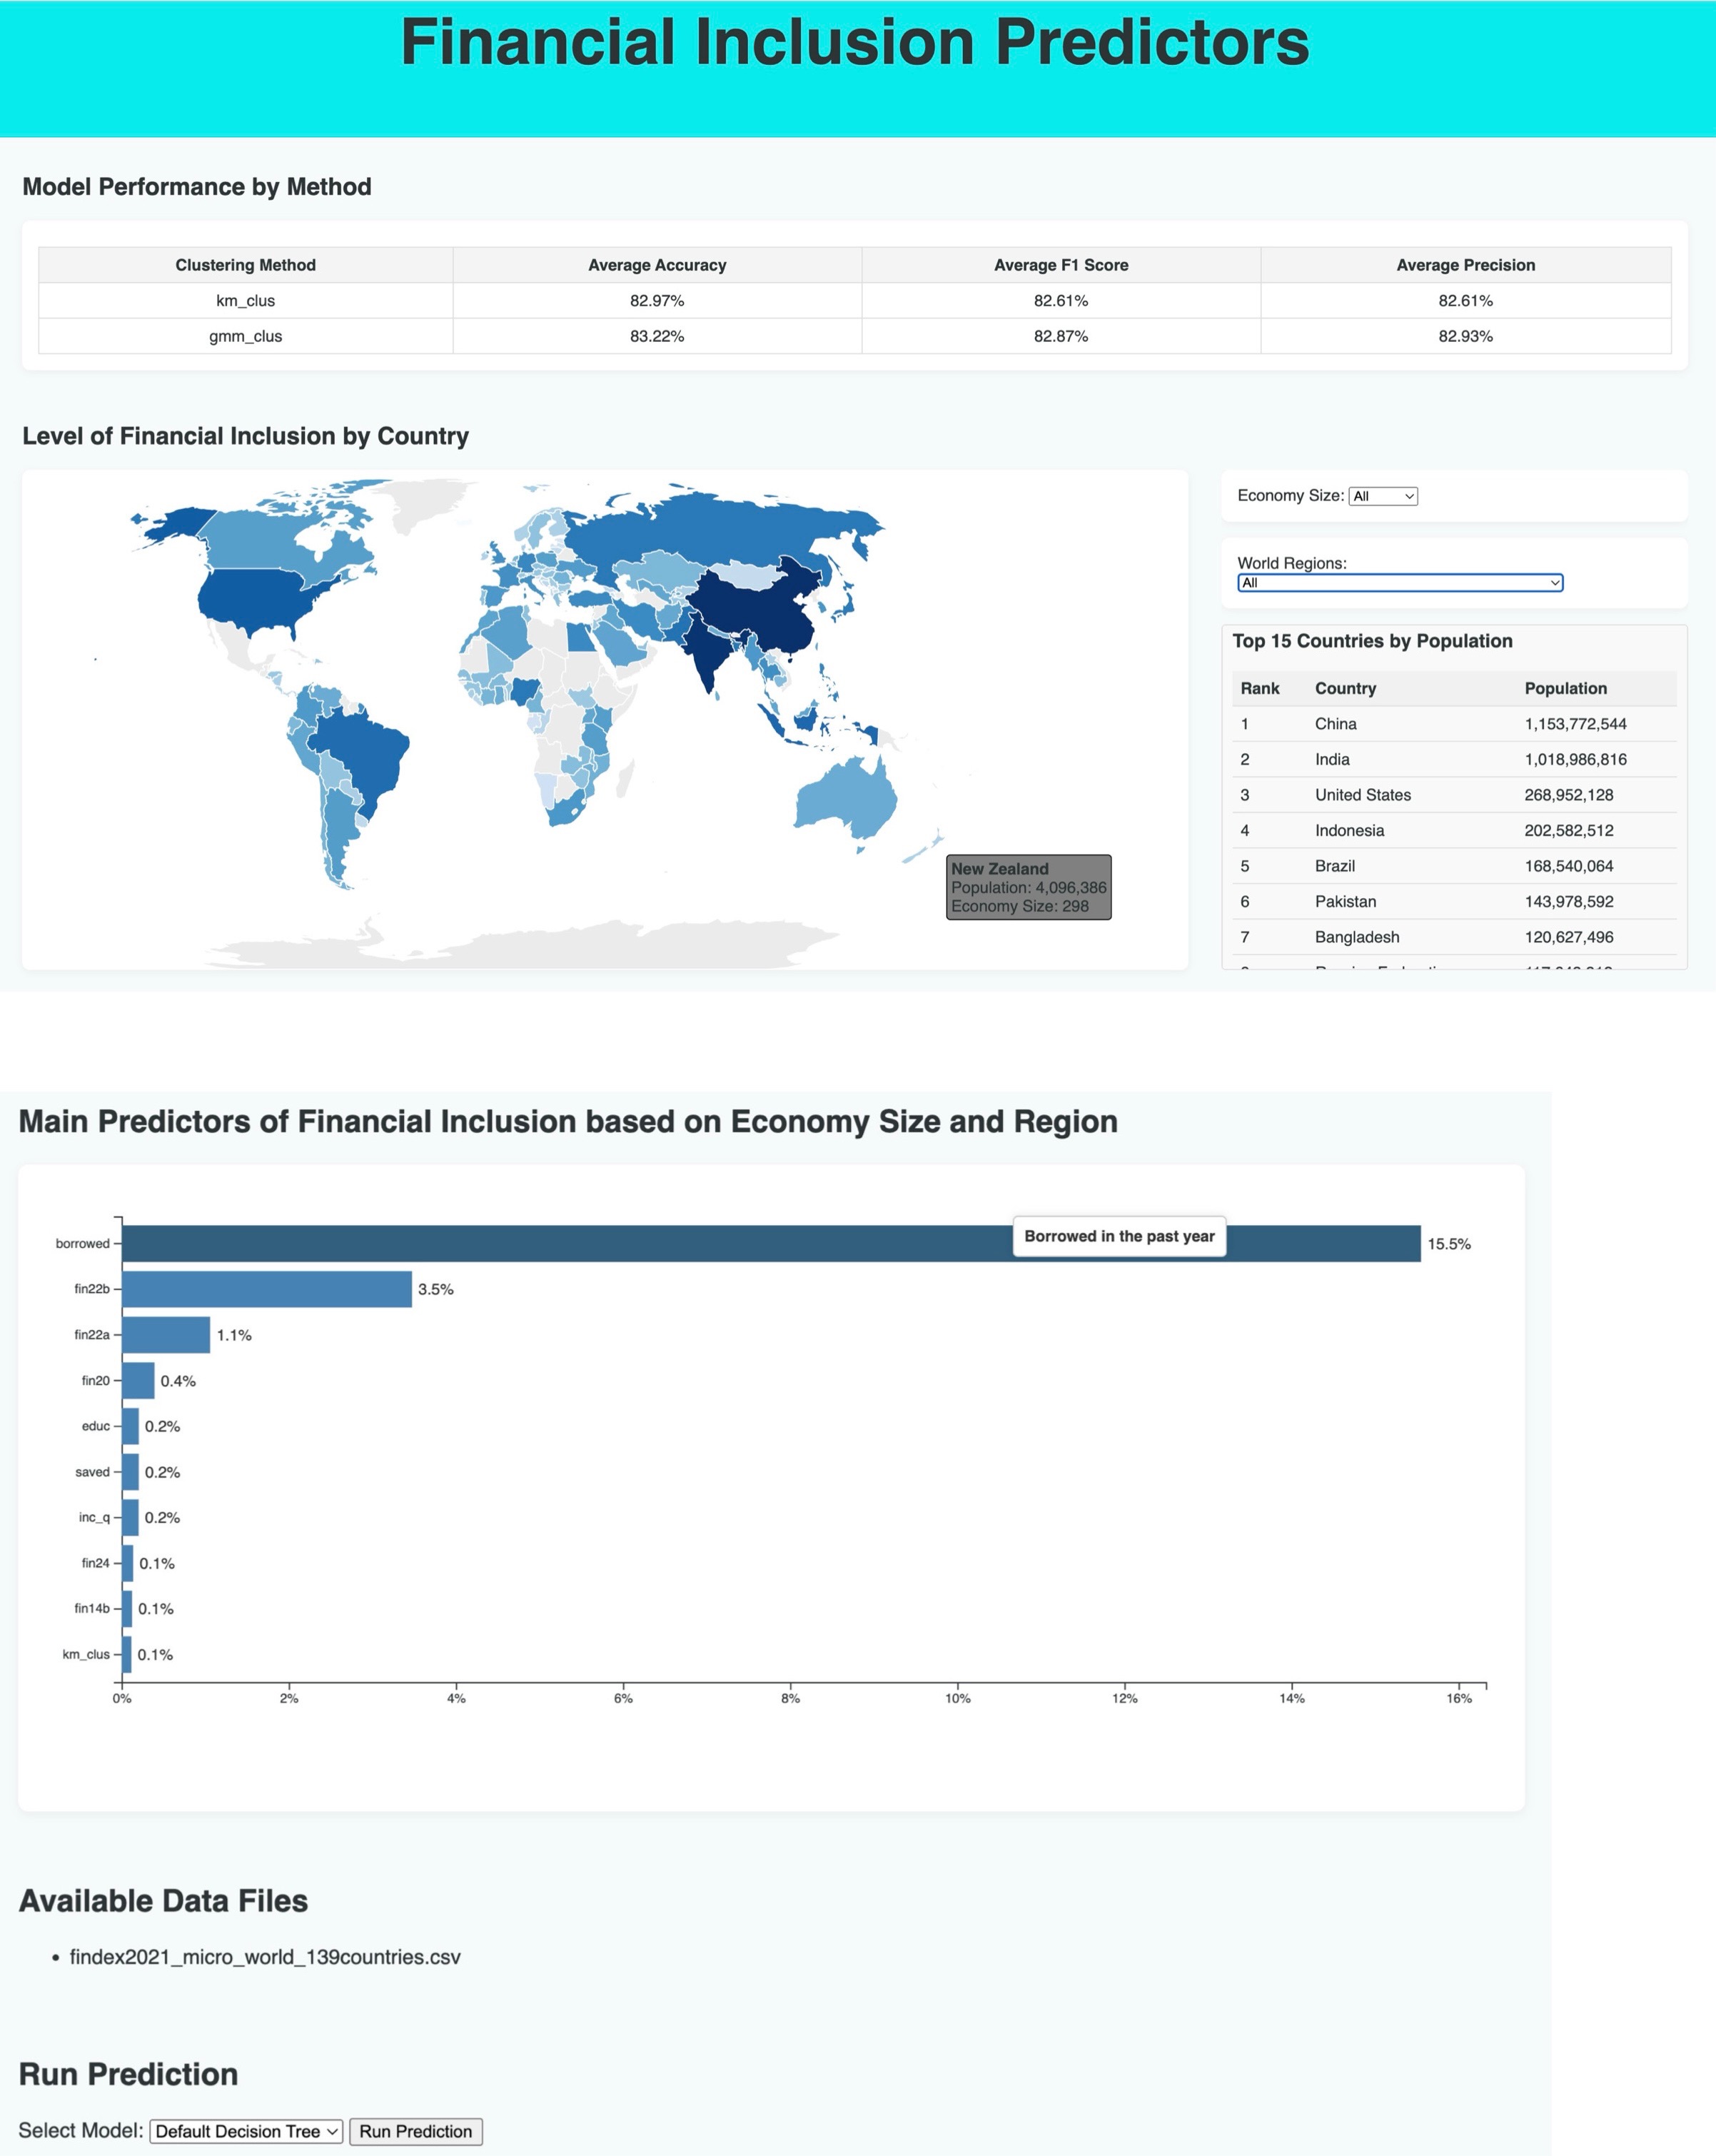 Financial Inclusion Predictors
Model Performance by Method
Clustering Method Average Accuracy Average F1 Score Average Precision
km_clus 82.97% 82.61% 82.61%
gmm_clus 83.22% 82.87% 82.93%
Level of Financial Inclusion by Country
Economy Size: All
World Regions:
All
Top 15 Countries by Population
Rank Country Population
1 China 1,153,772,544
2 India 1,018,986,816
3 United States 268,952,128
4 Indonesia 202,582,512
5 Brazil 168,540,064
6 Pakistan 143,978,592
7 Bangladesh 120,627,496
New Zealand
Population: 4,096,386
Economy Size: 298
Main Predictors of Financial Inclusion based on Economy Size and Region
borrowed 15.5%
Borrowed in the past year
fin22b 3.5%
fin22a 1.1%
fin20 0.4%
educ 0.2%
saved 0.2%
inc_q 0.2%
fin24 0.1%
fin14b 0.1%
km_clus 0.1%
0% 2% 4% 6% 8% 10% 12% 14% 16%
Available Data Files
• findex2021_micro_world_139countries.csv
Run Prediction
Select Model: Default Decision Tree Run Prediction